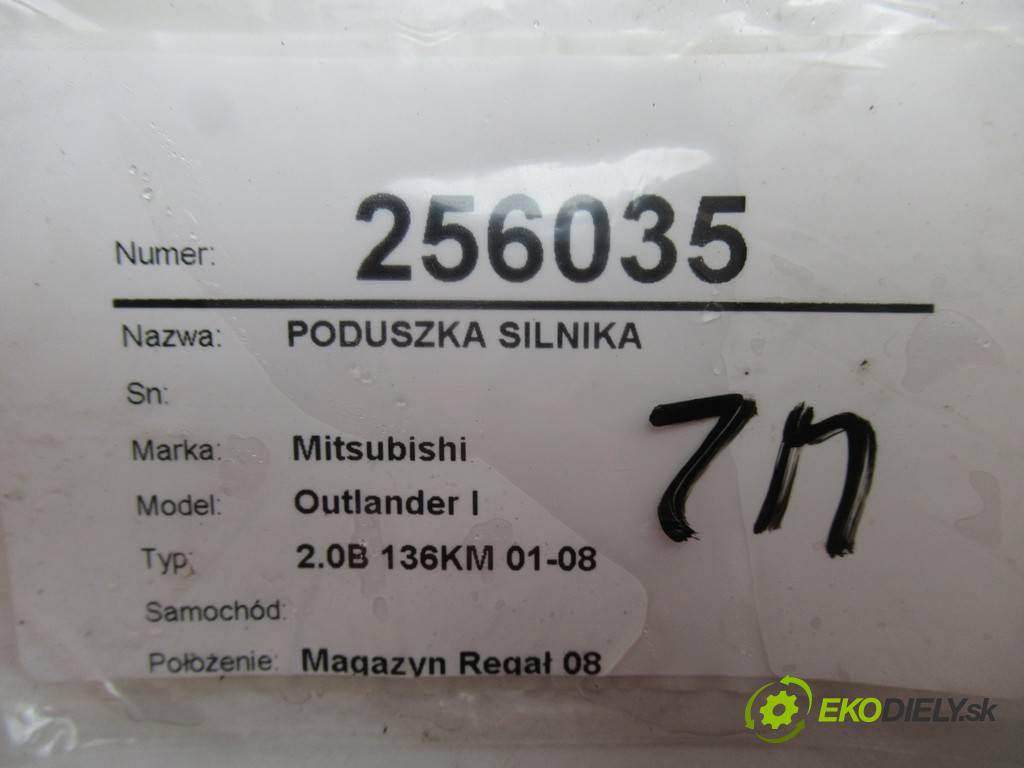 Numer: 256035
Nazwa: PODUSZKA SILNIKA
Sn:
Marka: Mitsubishi
Model: Outlander I
Typ: 2.0B 136KM 01-08
Samochód:
Położenie: Magazyn Regał 08
EKODIELY.sk